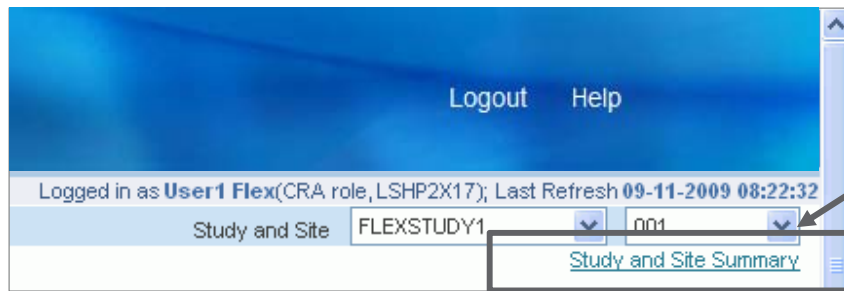 Logout Help
Logged in as User1 Flex(CRA role, LSHP2X17); Last Refresh 09-11-2009 08:22:32
Study and Site FLEXSTUDY1 001
Study and Site Summary